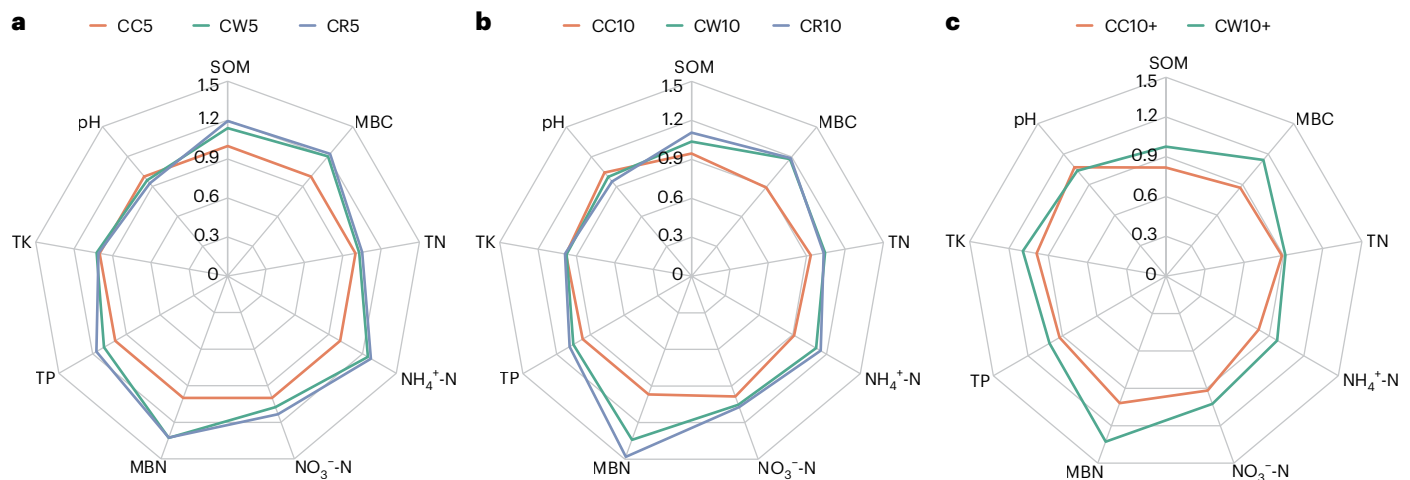 a
CC5 CW5 CR5
SOM
MBC
TN
NH₄⁺-N
NO₃⁻-N
MBN
TP
TK
pH
1.5
1.2
0.9
0.6
0.3
0
b
CC10 CW10 CR10
SOM
MBC
TN
NH₄⁺-N
NO₃⁻-N
MBN
TP
TK
pH
1.5
1.2
0.9
0.6
0.3
0
c
CC10+ CW10+
SOM
MBC
TN
NH₄⁺-N
NO₃⁻-N
MBN
TP
TK
pH
1.5
1.2
0.9
0.6
0.3
0